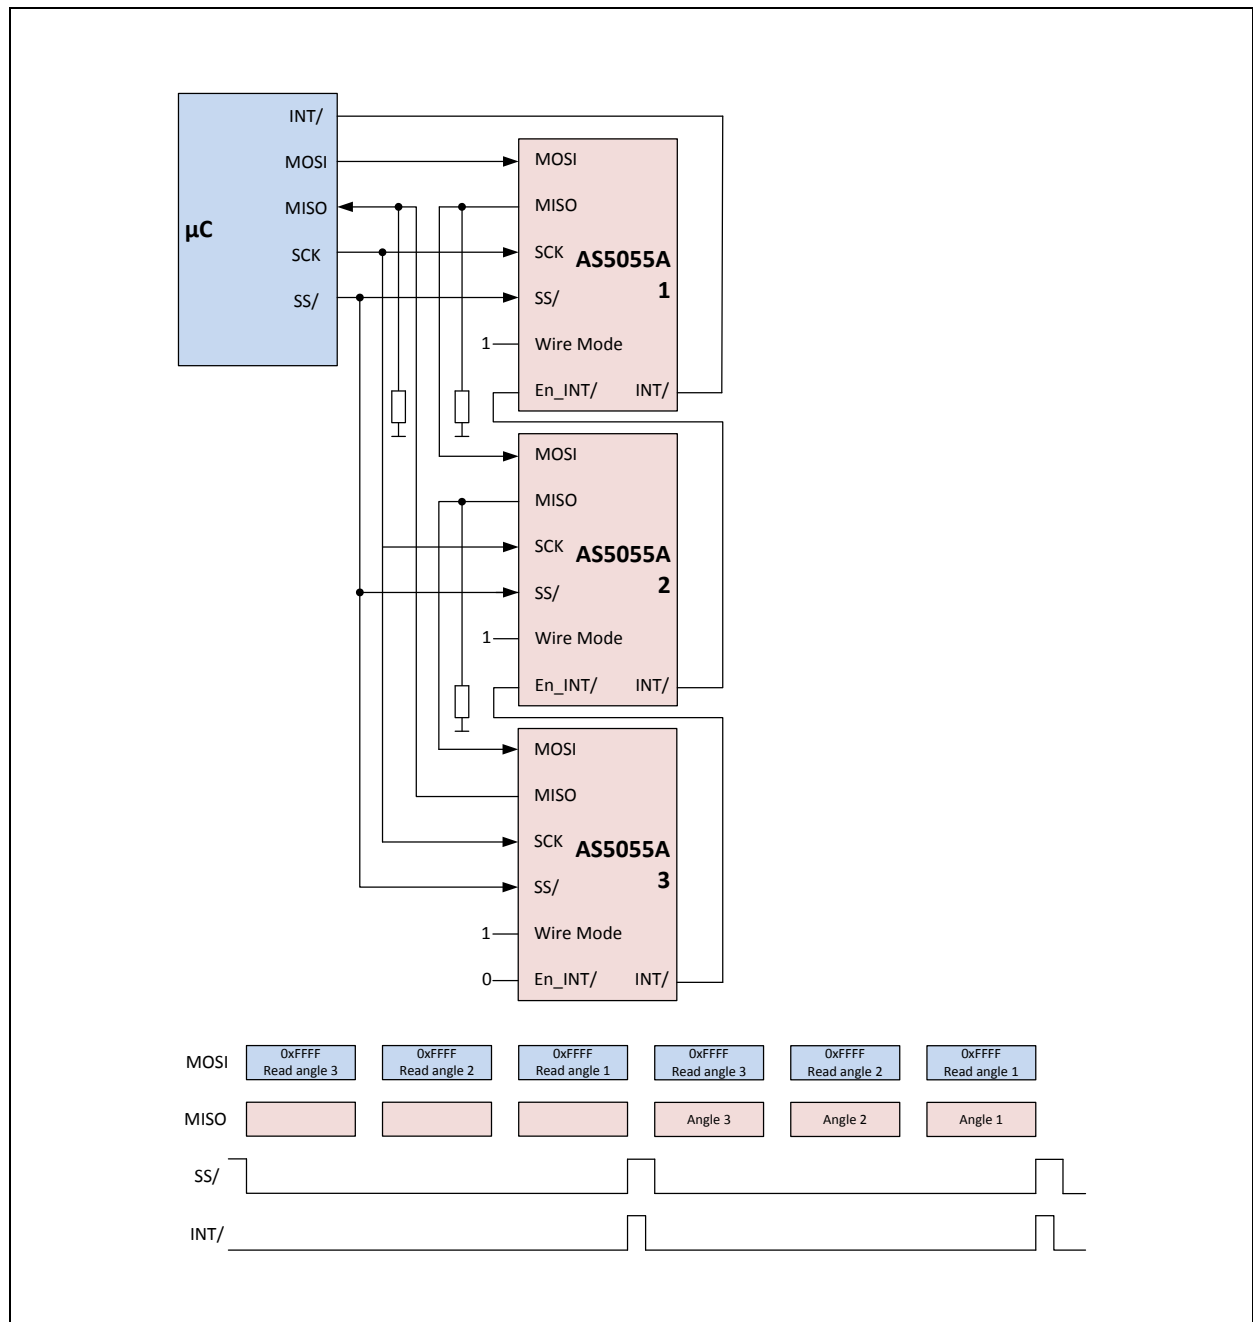 µC
INT/
MOSI
MISO
SCK
SS/
MOSI
MISO
SCK
AS5055A
1
SS/
1
Wire Mode
En_INT/ INT/
MOSI
MISO
SCK
AS5055A
2
SS/
1
Wire Mode
En_INT/ INT/
MOSI
MISO
SCK
AS5055A
3
SS/
1
Wire Mode
0
En_INT/ INT/
MOSI
0xFFFF
Read angle 3
0xFFFF
Read angle 2
0xFFFF
Read angle 1
0xFFFF
Read angle 3
0xFFFF
Read angle 2
0xFFFF
Read angle 1
MISO
Angle 3
Angle 2
Angle 1
SS/
INT/